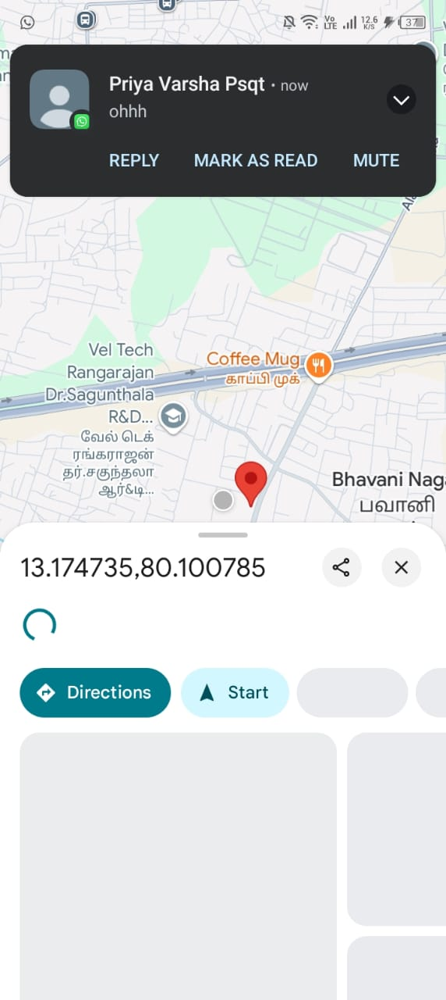 Vo
LTE
12.6
K/S
37
Priya Varsha Psqt · now
ohhh
REPLY
MARK AS READ
MUTE
Vel Tech
Rangarajan
Dr.Sagunthala
R&D...
வேல் டெக்
ரங்கராஜன்
தர்.சகுந்தலா
ஆர்&டி...
Coffee Mug
காப்பி முக்
Bhavani Naga
பவானி
13.174735,80.100785
Directions
Start